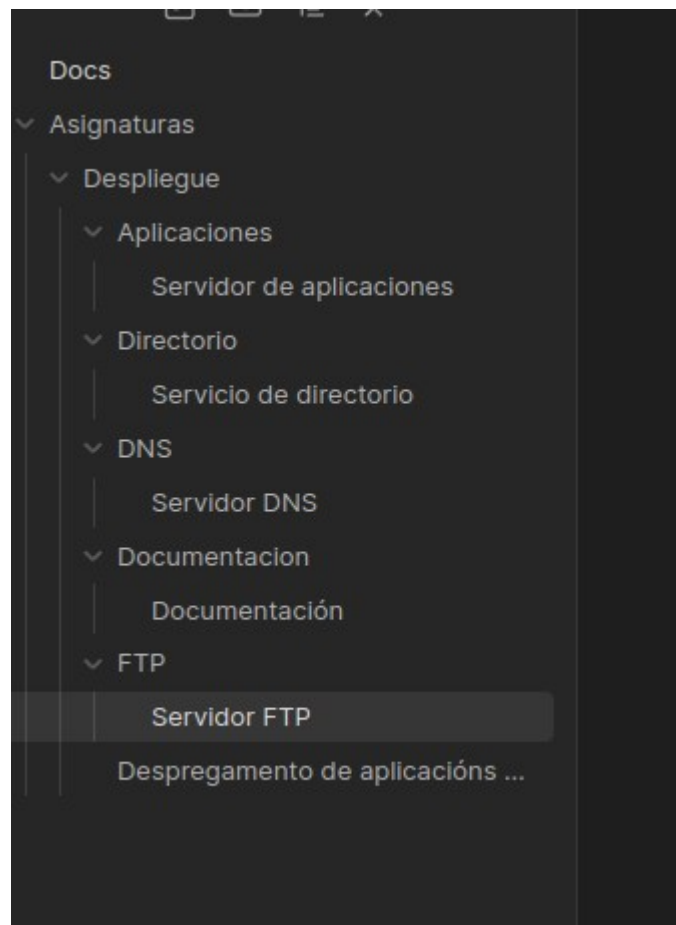 Docs
Asignaturas
Despliegue
Aplicaciones
Servidor de aplicaciones
Directorio
Servicio de directorio
DNS
Servidor DNS
Documentacion
Documentación
FTP
Servidor FTP
Despregamento de aplicacións ...